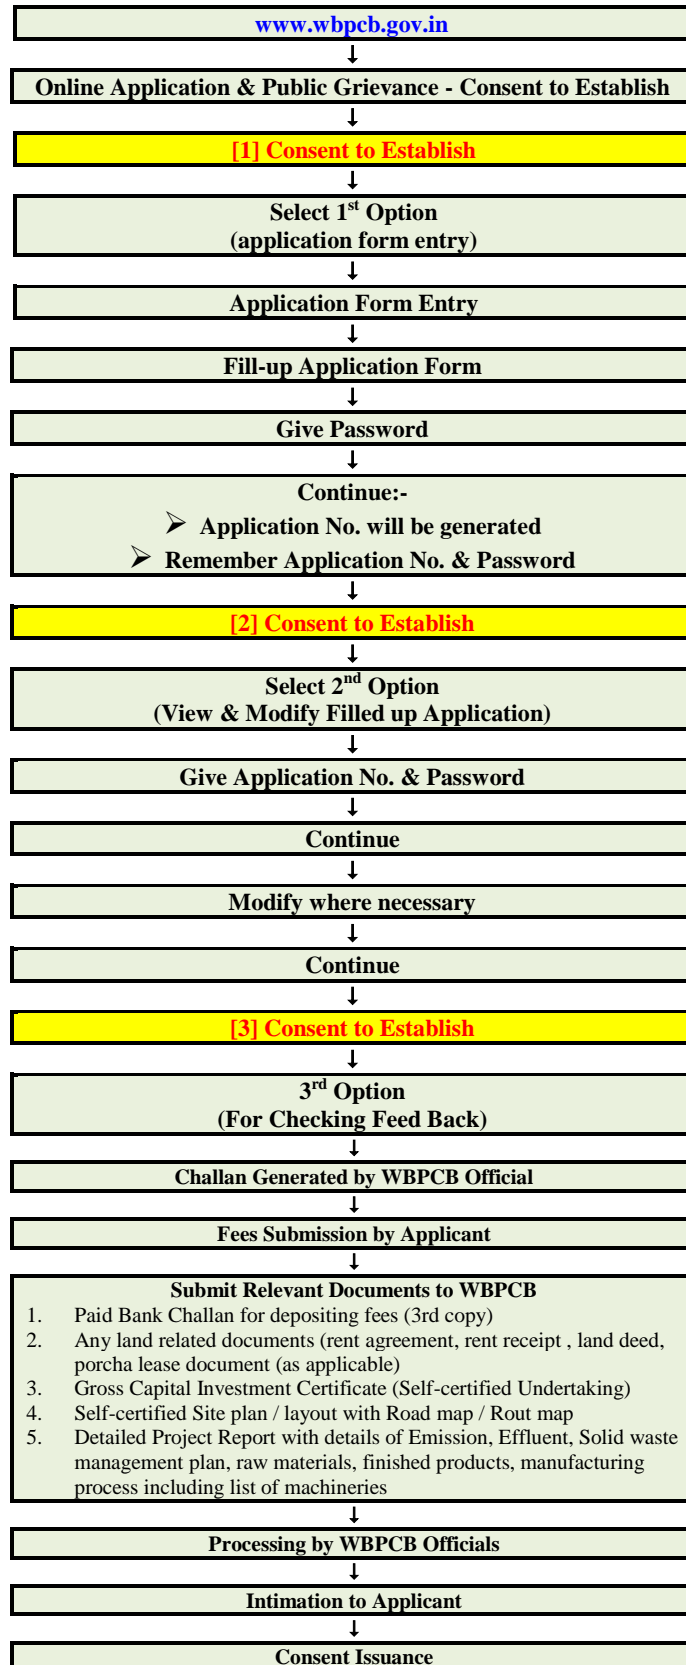 www.wbpcb.gov.in
↓
Online Application & Public Grievance - Consent to Establish
↓
[1] Consent to Establish
↓
Select 1st Option
(application form entry)
↓
Application Form Entry
↓
Fill-up Application Form
↓
Give Password
↓
Continue:-
➢ Application No. will be generated
➢ Remember Application No. & Password
↓
[2] Consent to Establish
↓
Select 2nd Option
(View & Modify Filled up Application)
↓
Give Application No. & Password
↓
Continue
↓
Modify where necessary
↓
Continue
↓
[3] Consent to Establish
↓
3rd Option
(For Checking Feed Back)
↓
Challan Generated by WBPCB Official
↓
Fees Submission by Applicant
↓
Submit Relevant Documents to WBPCB
1. Paid Bank Challan for depositing fees (3rd copy)
2. Any land related documents (rent agreement, rent receipt , land deed,
porcha lease document (as applicable)
3. Gross Capital Investment Certificate (Self-certified Undertaking)
4. Self-certified Site plan / layout with Road map / Rout map
5. Detailed Project Report with details of Emission, Effluent, Solid waste
management plan, raw materials, finished products, manufacturing
process including list of machineries
↓
Processing by WBPCB Officials
↓
Intimation to Applicant
↓
Consent Issuance